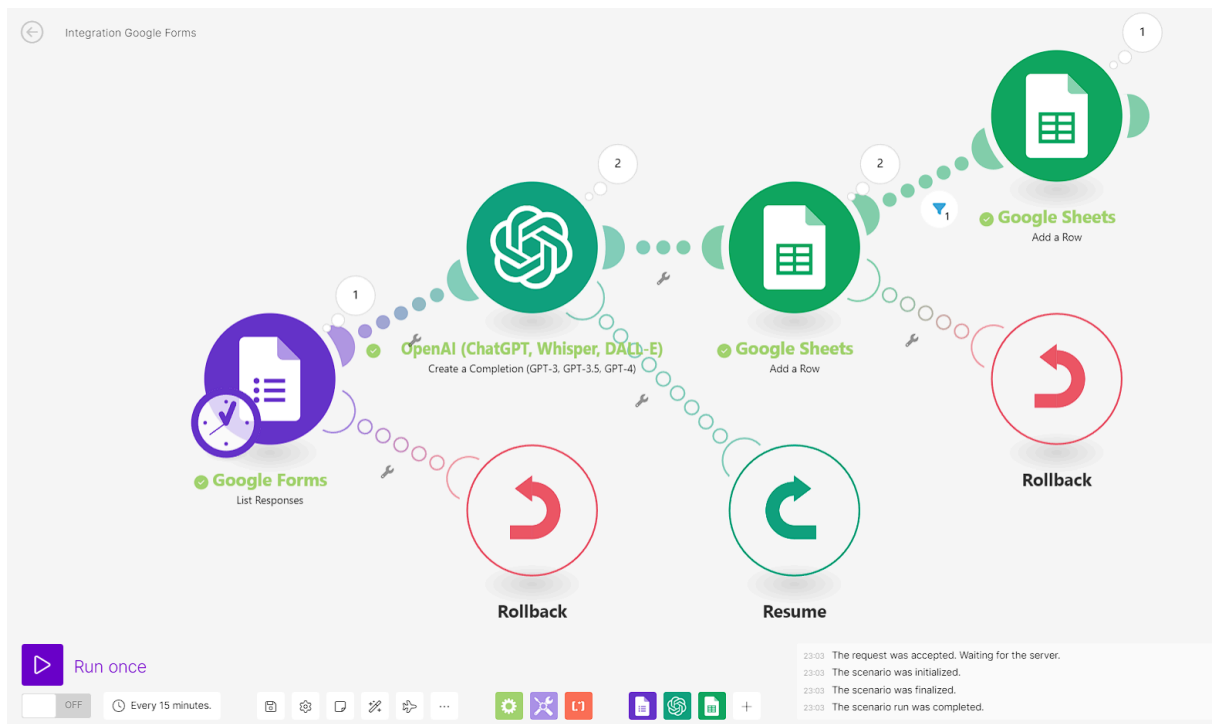 Integration Google Forms
1
2
2
1
1
Google Sheets
Add a Row
OpenAI (ChatGPT, Whisper, DALL-E)
Create a Completion (GPT-3, GPT-3.5, GPT-4)
Google Sheets
Add a Row
Google Forms
List Responses
Rollback
Rollback
Resume
Run once
OFF
Every 15 minutes.
23:03 The request was accepted. Waiting for the server.
23:03 The scenario was initialized.
23:03 The scenario was finalized.
23:03 The scenario run was completed.